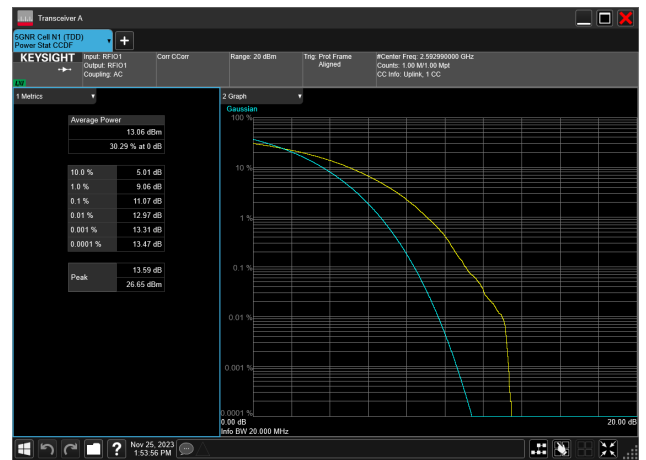 Transceiver A
5GNR Cell N1 (TDD)
Power Stat CCDF
KEYSIGHT
LXI
Input: RFIO1
Output: RFIO1
Coupling: AC
Corr CCorr
Range: 20 dBm
Trig: Prot Frame
Aligned
#Center Freq: 2.592990000 GHz
Counts: 1.00 M/1.00 Mpt
CC Info: Uplink, 1 CC
1 Metrics
Average Power
13.06 dBm
30.29 % at 0 dB
10.0 % 5.01 dB
1.0 % 9.06 dB
0.1 % 11.07 dB
0.01 % 12.97 dB
0.001 % 13.31 dB
0.0001 % 13.47 dB
Peak
13.59 dB
26.65 dBm
2 Graph
Gaussian
100 %
10 %
1 %
0.1 %
0.01 %
0.001 %
0.0001 %
0.00 dB 20.00 dB
Info BW 20.000 MHz
Nov 25, 2023
1:53:56 PM